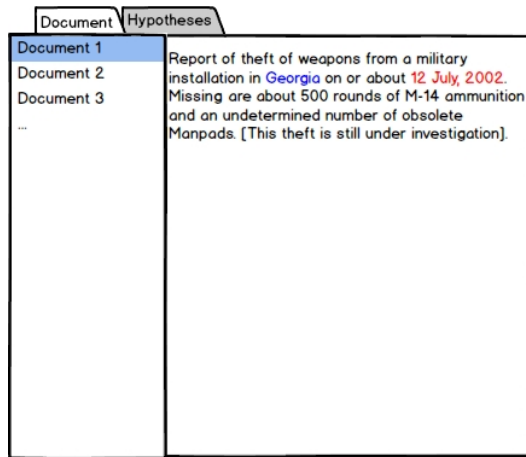 Document Hypotheses
Document 1
Document 2
Document 3
...
Report of theft of weapons from a military
installation in Georgia on or about 12 July, 2002.
Missing are about 500 rounds of M-14 ammunition
and an undetermined number of obsolete
Manpads. [This theft is still under investigation].